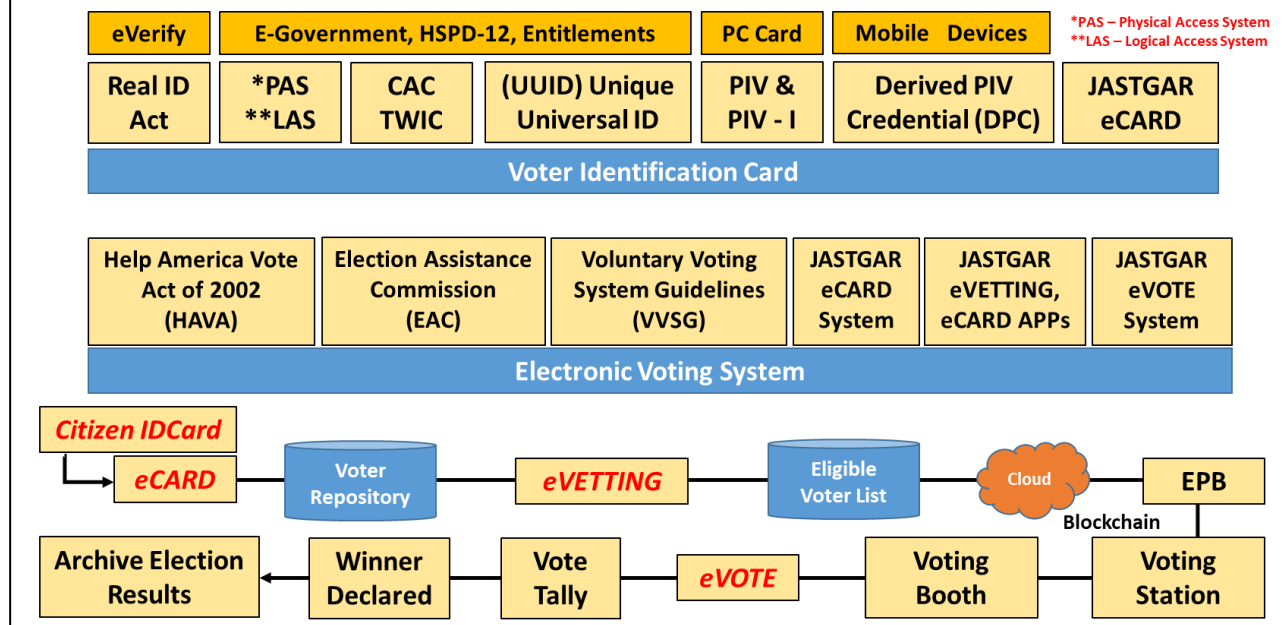 *PAS – Physical Access System
**LAS – Logical Access System
eVerify
E-Government, HSPD-12, Entitlements
PC Card
Mobile Devices
Real ID
Act
*PAS
**LAS
CAC
TWIC
(UUID) Unique
Universal ID
PIV &
PIV - I
Derived PIV
Credential (DPC)
JASTGAR
eCARD
Voter Identification Card
Help America Vote
Act of 2002
(HAVA)
Election Assistance
Commission
(EAC)
Voluntary Voting
System Guidelines
(VVSG)
JASTGAR
eCARD
System
JASTGAR
eVETTING,
eCARD APPs
JASTGAR
eVOTE
System
Electronic Voting System
Citizen IDCard
eCARD
Voter
Repository
eVETTING
Eligible
Voter List
Cloud
EPB
Blockchain
Archive Election
Results
Winner
Declared
Vote
Tally
eVOTE
Voting
Booth
Voting
Station